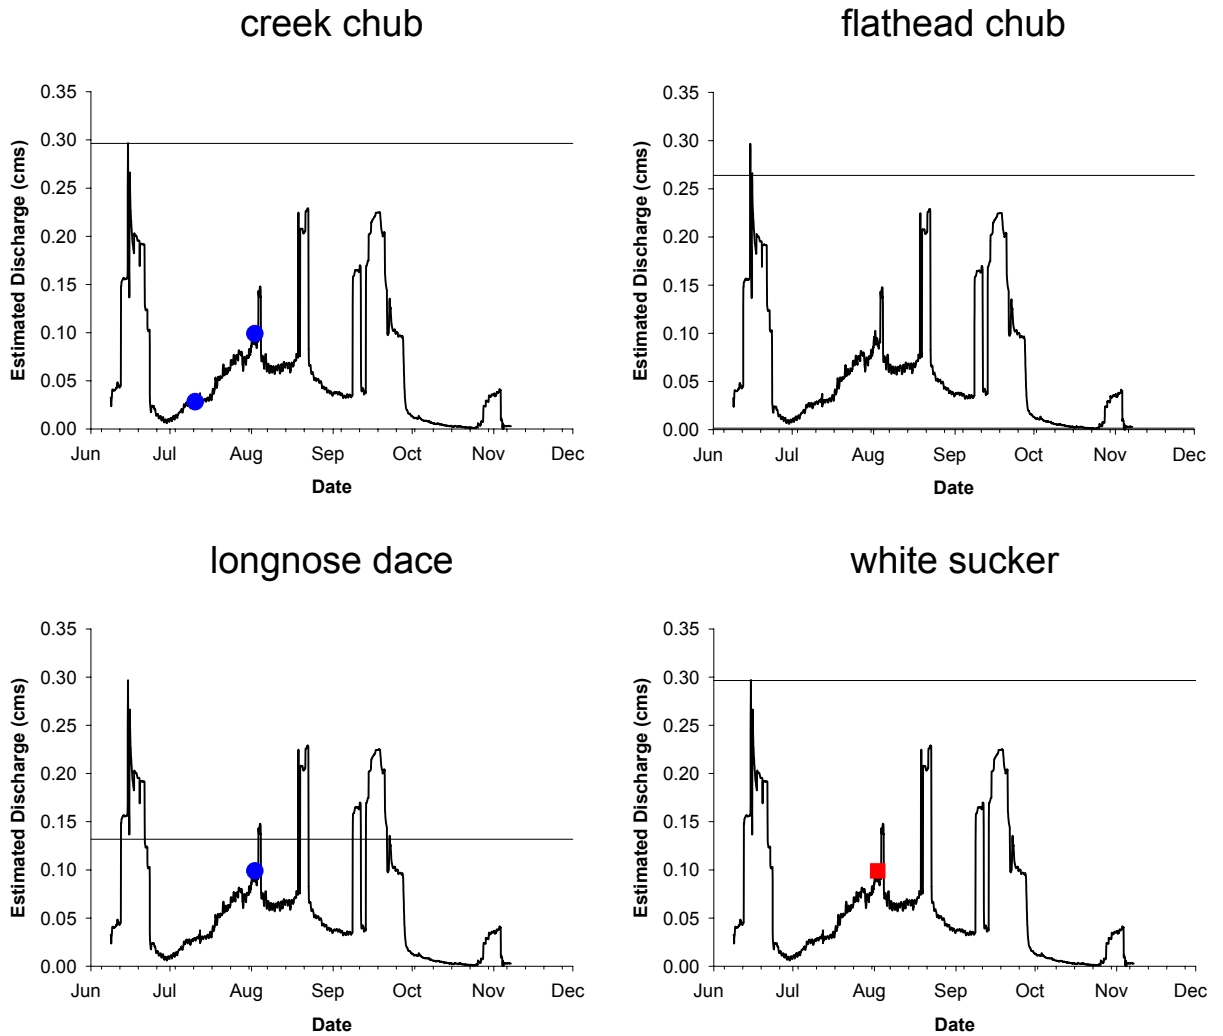 creek chub
flathead chub
0.35
0.30
0.25
0.20
0.15
0.10
0.05
0.00
Estimated Discharge (cms)
Jun Jul Aug Sep Oct Nov Dec
Date
0.35
0.30
0.25
0.20
0.15
0.10
0.05
0.00
Estimated Discharge (cms)
Jun Jul Aug Sep Oct Nov Dec
Date
longnose dace
white sucker
0.35
0.30
0.25
0.20
0.15
0.10
0.05
0.00
Estimated Discharge (cms)
Jun Jul Aug Sep Oct Nov Dec
Date
0.35
0.30
0.25
0.20
0.15
0.10
0.05
0.00
Estimated Discharge (cms)
Jun Jul Aug Sep Oct Nov Dec
Date